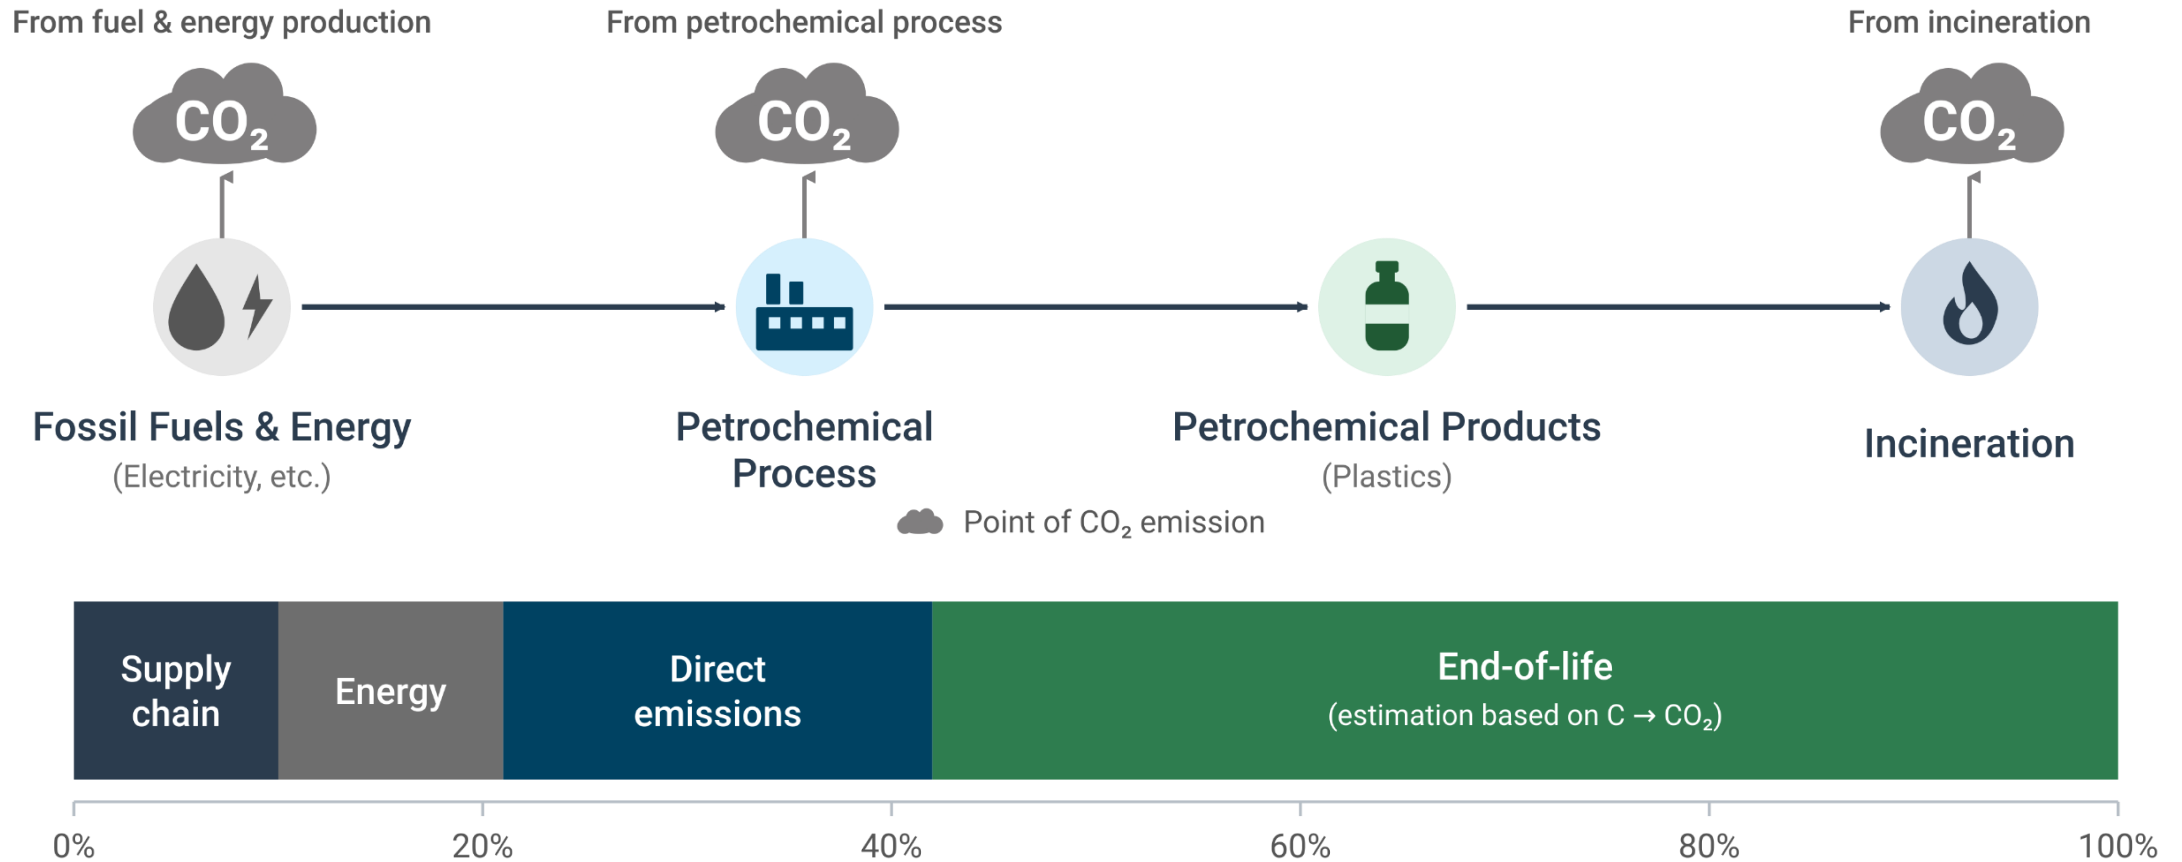 From fuel & energy production
From petrochemical process
From incineration
CO₂
CO₂
CO₂
Fossil Fuels & Energy
(Electricity, etc.)
Petrochemical
Process
Petrochemical Products
(Plastics)
Incineration
Point of CO₂ emission
Supply
chain
Energy
Direct
emissions
End-of-life
(estimation based on C → CO₂)
0%
20%
40%
60%
80%
100%